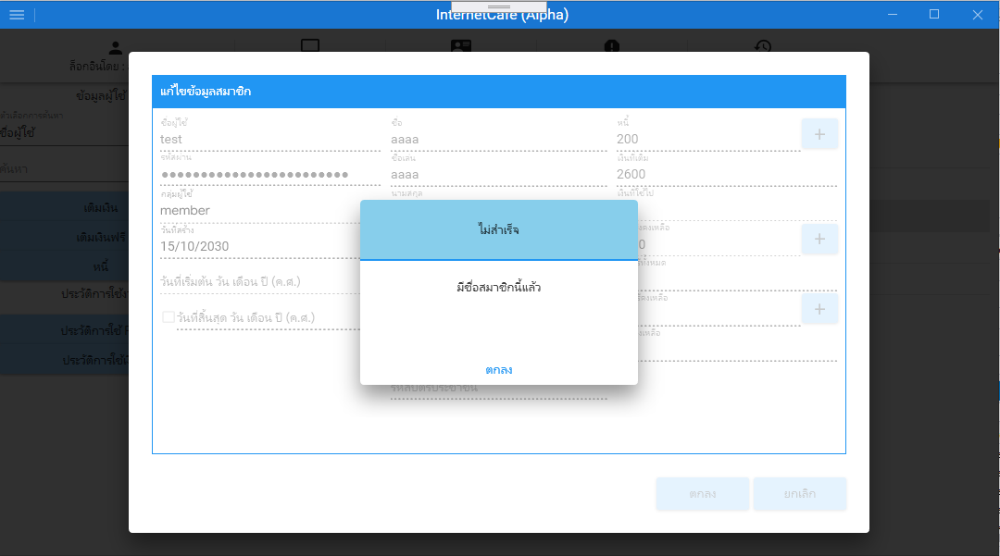 InternetCafe (Alpha)
ล็อกอินโดย :
ข้อมูลผู้ใช้
ตัวเลือกการค้นหา
ชื่อผู้ใช้
ค้นหา
เติมเงิน
เติมเงินฟรี
หนี้
ประวัติการใช้
ประวัติการใช้
ประวัติการใช้
แก้ไขข้อมูลสมาชิก
ชื่อผู้ใช้
test
รหัสผ่าน
กลุ่มผู้ใช้
member
วันที่สร้าง
15/10/2030
วันที่เริ่มต้น วัน เดือน ปี (ค.ศ.)
วันที่สิ้นสุด วัน เดือน ปี (ค.ศ.)
ชื่อ
aaaa
ชื่อเล่น
aaaa
นามสกุล
รหัสบัตรประชาชน
หนี้
200
+
เงินที่เติม
2600
เงินที่ใช้ไป
งคงเหลือ
0
+
ทั้งหมด
คงเหลือ
+
งเหลือ
ไม่สำเร็จ
มีชื่อสมาชิกนี้แล้ว
ตกลง
ตกลง
ยกเลิก